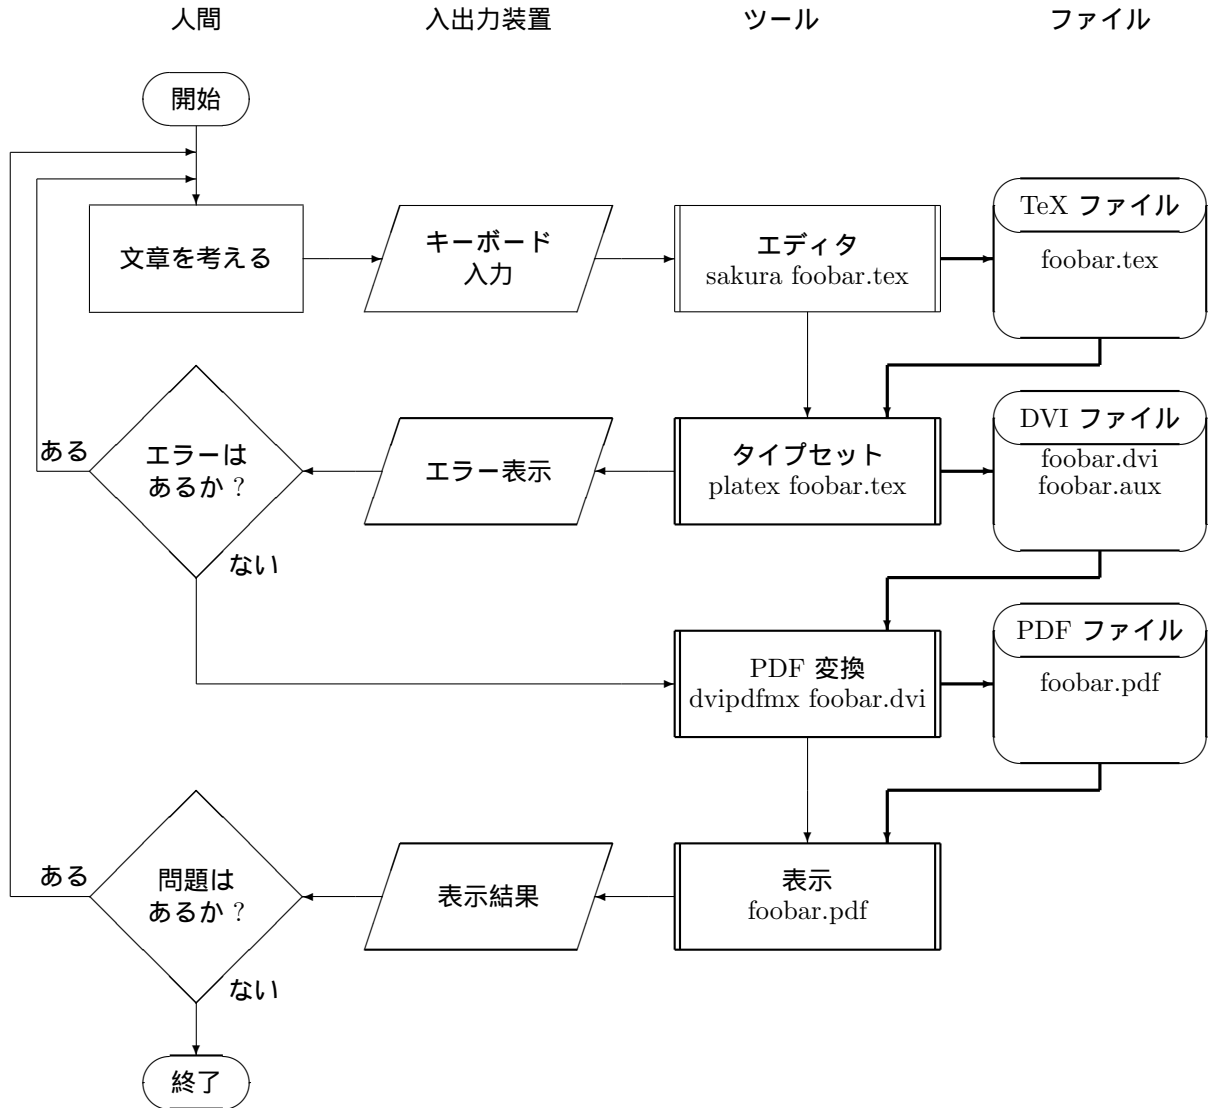 人間 入出力装置 ツール ファイル
開始
文章を考える
キーボード
入力
エディタ
sakura foobar.tex
TeX ファイル
foobar.tex
ある
エラーは
あるか ?
ない
エラー表示
タイプセット
platex foobar.tex
DVI ファイル
foobar.dvi
foobar.aux
PDF 変換
dvipdfmx foobar.dvi
PDF ファイル
foobar.pdf
ある
問題は
あるか ?
ない
表示結果
表示
foobar.pdf
終了